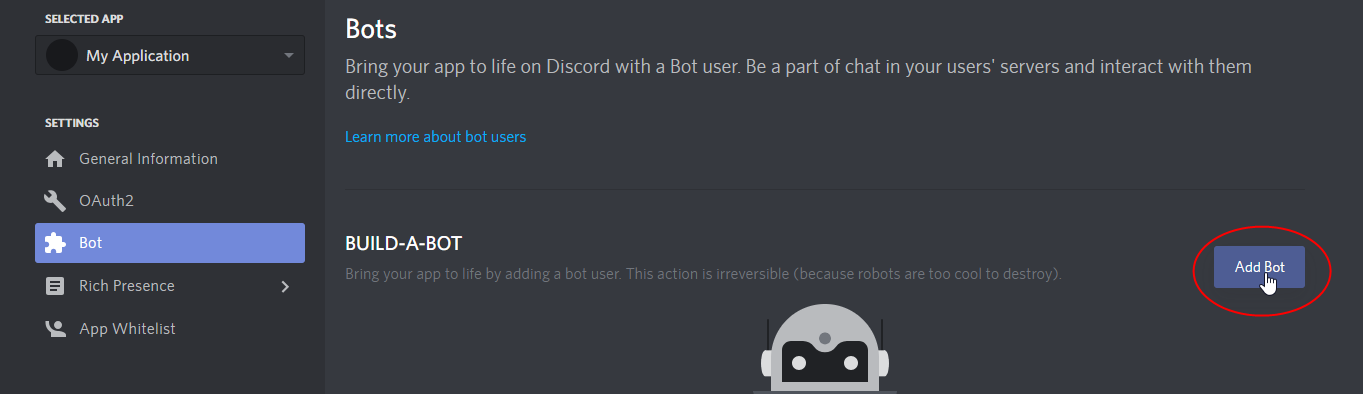 SELECTED APP
My Application
SETTINGS
General Information
OAuth2
Bot
Rich Presence
App Whitelist
Bots
Bring your app to life on Discord with a Bot user. Be a part of chat in your users' servers and interact with them
directly.
Learn more about bot users
BUILD-A-BOT
Bring your app to life by adding a bot user. This action is irreversible (because robots are too cool to destroy).
Add Bot